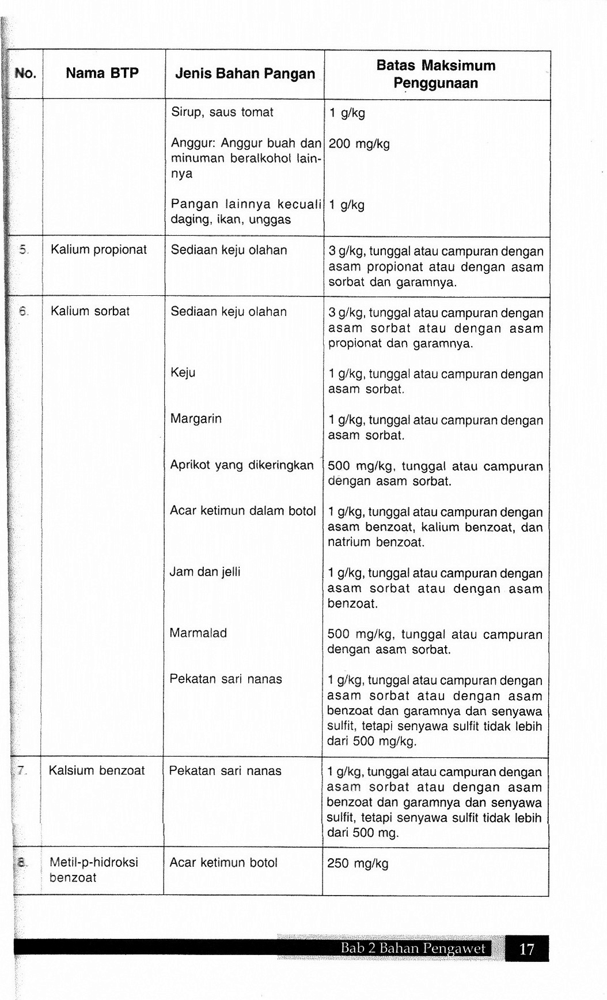 No. Nama BTP Jenis Bahan Pangan Batas Maksimum
Penggunaan
Sirup, saus tomat 1 g/kg
Anggur: Anggur buah dan 200 mg/kg
minuman beralkohol lain-
nya
Pangan lainnya kecuali 1 g/kg
daging, ikan, unggas
5. Kalium propionat Sediaan keju olahan 3 g/kg, tunggal atau campuran dengan
asam propionat atau dengan asam
sorbat dan garamnya.
6. Kalium sorbat Sediaan keju olahan 3 g/kg, tunggal atau campuran dengan
asam sorbat atau dengan asam
propionat dan garamnya.
Keju 1 g/kg, tunggal atau campuran dengan
asam sorbat.
Margarin 1 g/kg, tunggal atau campuran dengan
asam sorbat.
Aprikot yang dikeringkan 500 mg/kg, tunggal atau campuran
dengan asam sorbat.
Acar ketimun dalam botol 1 g/kg, tunggal atau campuran dengan
asam benzoat, kalium benzoat, dan
natrium benzoat.
Jam dan jelli 1 g/kg, tunggal atau campuran dengan
asam sorbat atau dengan asam
benzoat.
Marmalad 500 mg/kg, tunggal atau campuran
dengan asam sorbat.
Pekatan sari nanas 1 g/kg, tunggal atau campuran dengan
asam sorbat atau dengan asam
benzoat dan garamnya dan senyawa
sulfit, tetapi senyawa sulfit tidak lebih
dari 500 mg/kg.
7. Kalsium benzoat Pekatan sari nanas 1 g/kg, tunggal atau campuran dengan
asam sorbat atau dengan asam
benzoat dan garamnya dan senyawa
sulfit, tetapi senyawa sulfit tidak lebih
dari 500 mg.
8. Metil-p-hidroksi Acar ketimun botol 250 mg/kg
benzoat
Bab 2 Bahan Pengawet 17